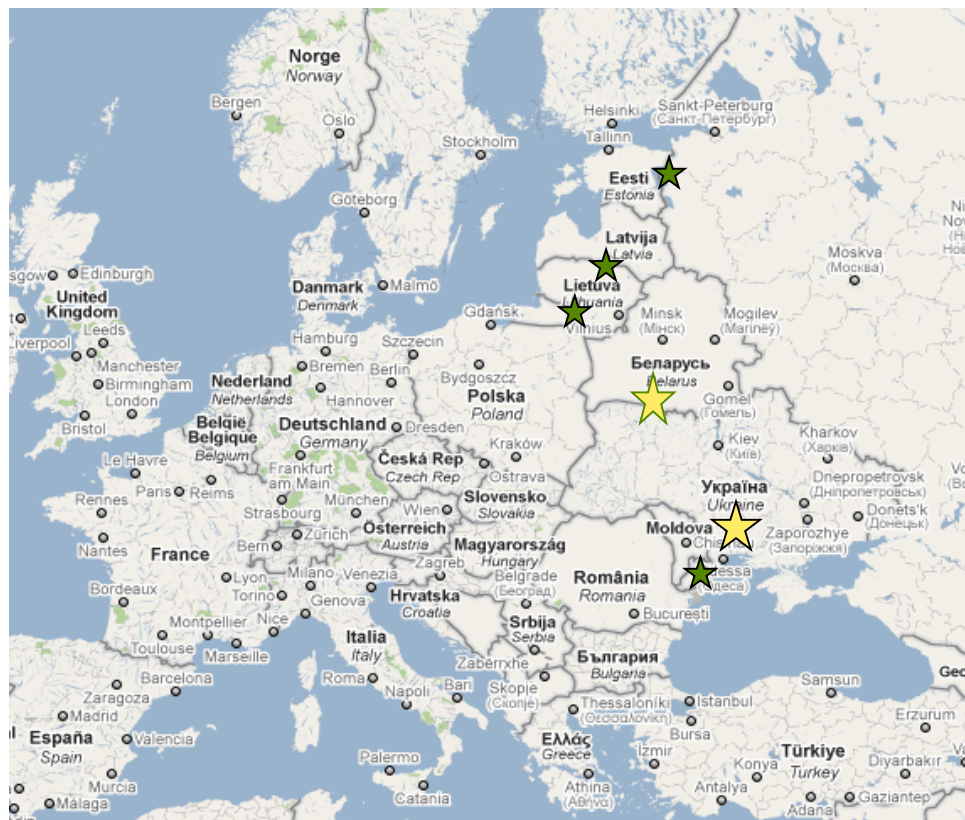 Norge
Norway
Bergen
Oslo
Stockholm
Helsinki
Tallinn
Sankt-Peterburg
(Санкт-Петербург)
Eesti
Estonia
Göteborg
Latvija
Latvia
Moskva
(Москва)
Edinburgh
United
Kingdom
Leeds
Manchester
Birmingham
London
Bristol
Danmark
Denmark
Malmö
Lietuva
Lithuania
Vilnius
Gdańsk
Minsk
(Мінск)
Mogilev
Hamburg
Szczecin
Bremen
Berlin
Hannover
Bydgoszcz
Беларусь
Belarus
Nederland
Netherlands
Polska
Poland
Gomel
(Гомель)
België
Belgique
Belgium
Deutschland
Germany
Dresden
Kraków
Kiev
(Київ)
Kharkov
(Харків)
Le Havre
Paris
Reims
Frankfurt
am Main
Česká Rep
Czech Rep
Ostrava
Dnepropetrovsk
(Дніпропетровськ)
Rennes
Strasbourg
München
Wien
Slovensko
Slovakia
Україна
Ukraine
Donets'k
(Донецьк)
Nantes
Bern
Zürich
Österreich
Austria
Magyarország
Hungary
Moldova
Zaporozhye
(Запоріжжя)
France
Lyon
Torino
Milano
Venezia
Zagreb
Belgrade
(Београд)
România
Romania
Bordeaux
Genova
Hrvatska
Croatia
București
Montpellier
Nice
Toulouse
Marseille
Italia
Italy
Srbija
Serbia
България
Bulgaria
Barcelona
Zaragoza
Roma
Napoli
Bari
Zabërrxhe
Skopje
(Скопје)
Thessaloníki
(Θεσσαλονίκη)
Istanbul
Bursa
Samsun
Madrid
España
Spain
Valencia
Erzurum
Murcia
Málaga
Palermo
Catania
Ελλάς
Greece
Athina
(Αθήνα)
İzmir
Türkiye
Turkey
Konya
Antalya
Adana
Gaziantep
Diyarbakır